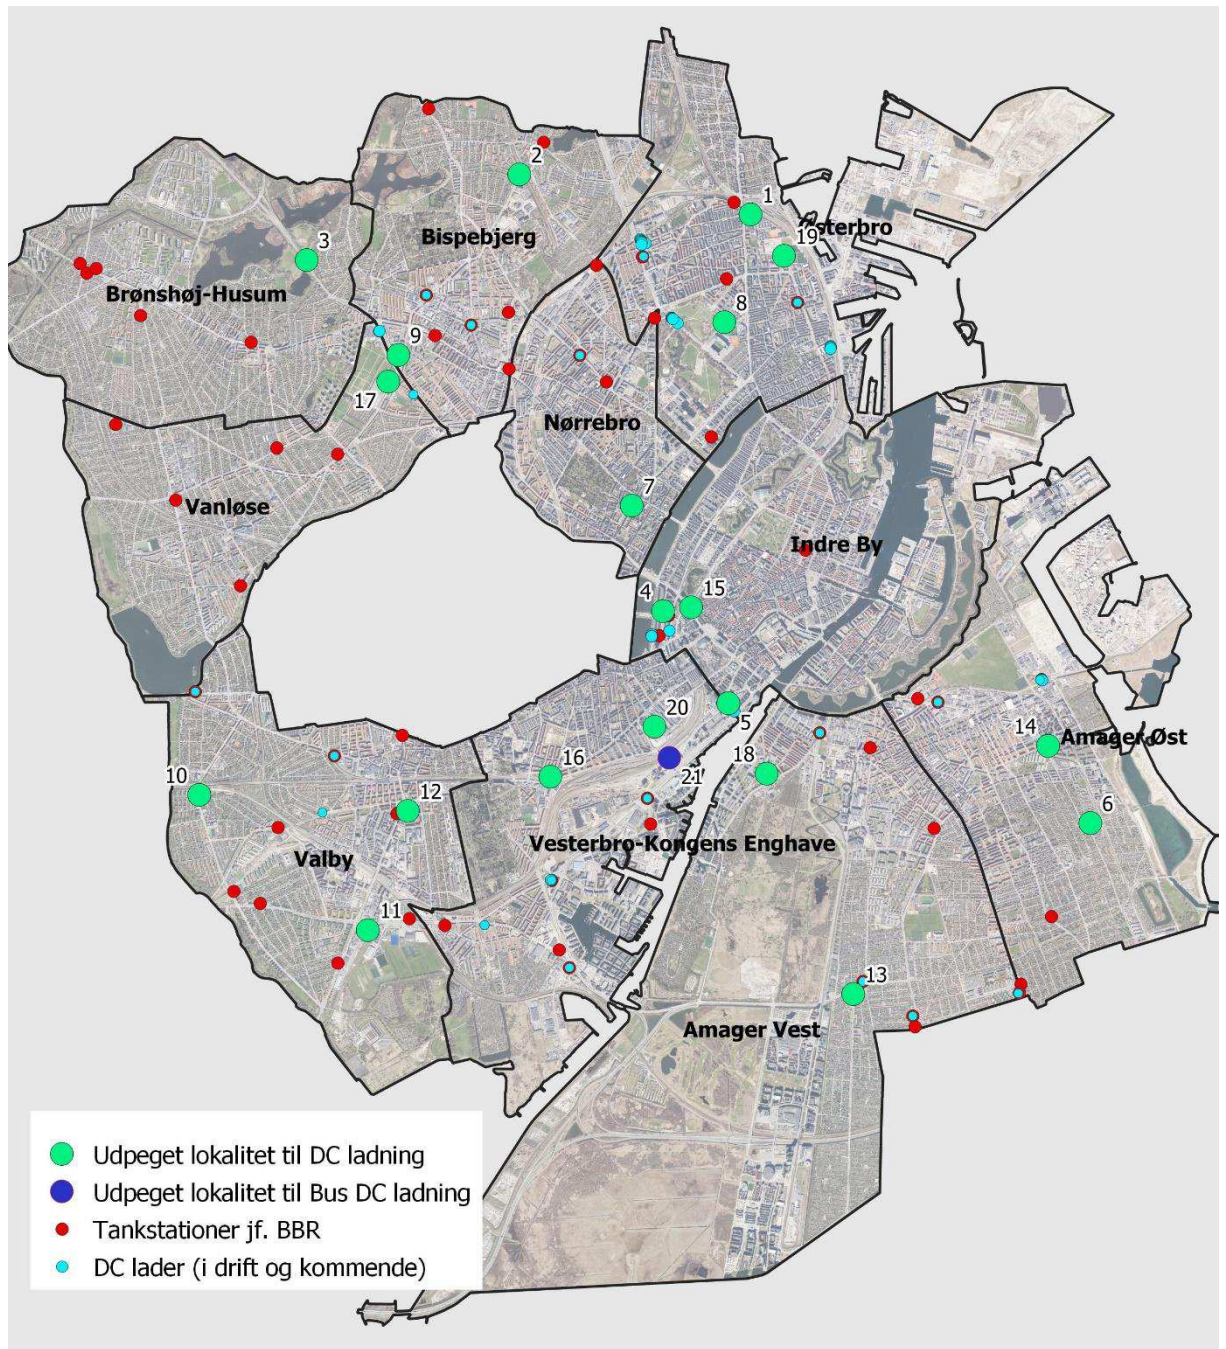 2
1
3
19
Østerbro
Bispebjerg
Brønshøj-Husum
8
9
17
Nørrebro
7
Vanløse
Indre By
4
15
20
5
14
Amager Øst
10
16
18
21
12
6
Vesterbro-Kongens Enghave
Valby
11
13
Amager Vest
Udpeget lokalitet til DC ladning
Udpeget lokalitet til Bus DC ladning
Tankstationer jf. BBR
DC lader (i drift og kommende)